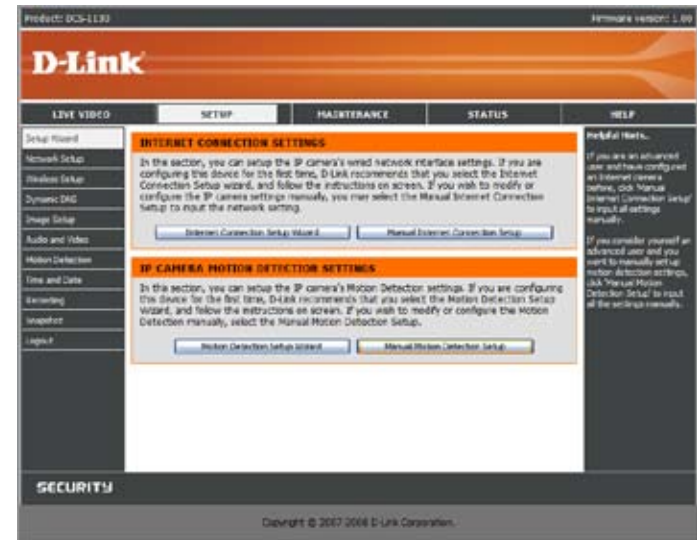 Product: DCS-1130
Firmware version: 1.00
D-Link
LIVE VIDEO
SETUP
MAINTENANCE
STATUS
HELP
Setup Wizard
Network Setup
Wireless Setup
Dynamic DNS
Image Setup
Audio and Video
Motion Detection
Time and Date
Recording
Snapshot
Logout
INTERNET CONNECTION SETTINGS
In the section, you can setup the IP camera's wired network interface settings. If you are
configuring this device for the first time, D-Link recommends that you select the Internet
Connection Setup wizard, and follow the instructions on screen. If you wish to modify or
configure the IP camera settings manually, you may select the Manual Internet Connection
Setup to input the network setting.
Internet Connection Setup Wizard
Manual Internet Connection Setup
IP CAMERA MOTION DETECTION SETTINGS
In the section, you can setup the IP camera's Motion Detection settings. If you are configuring
this device for the first time, D-Link recommends that you select the Motion Detection Setup
Wizard, and follow the instructions on screen. If you wish to modify or configure the Motion
Detection manually, select the Manual Motion Detection Setup.
Motion Detection Setup Wizard
Manual Motion Detection Setup
Helpful Hints..
If you are an advanced
user and have configured
an Internet camera
before, click 'Manual
Internet Connection Setup'
to input all settings
manually.
If you consider yourself an
advanced user and you
want to manually set up
motion detection settings,
click 'Manual Motion
Detection Setup' to input
all the settings manually.
SECURITY
Copyright © 2007-2008 D-Link Corporation.